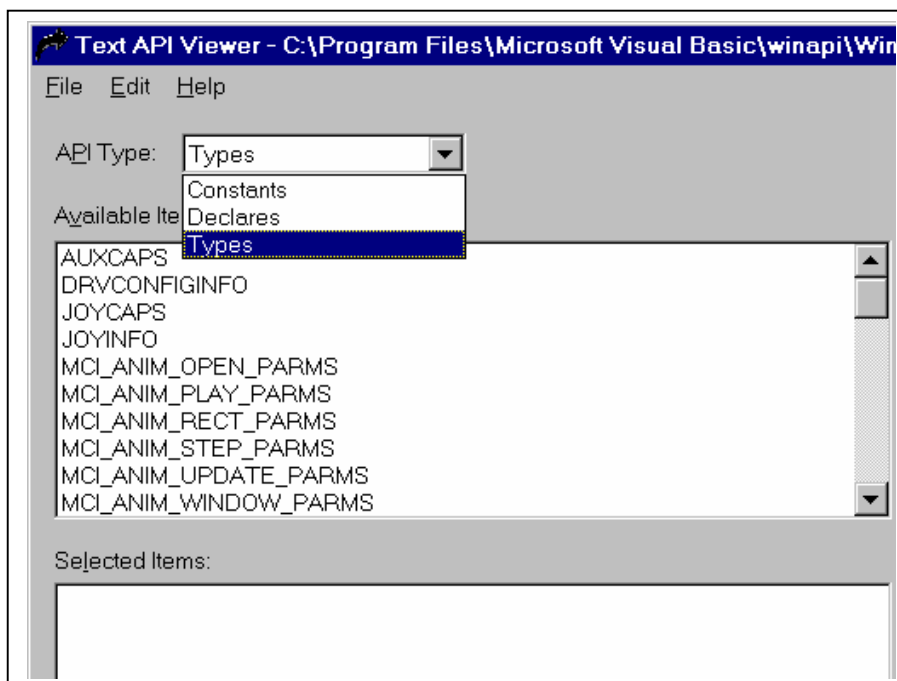 Text API Viewer - C:\Program Files\Microsoft Visual Basic\winapi\Win
File Edit Help
API Type: Types
Constants
Available Ite Declares
Types
AUXCAPS
DRVCONFIGINFO
JOYCAPS
JOYINFO
MCI_ANIM_OPEN_PARMS
MCI_ANIM_PLAY_PARMS
MCI_ANIM_RECT_PARMS
MCI_ANIM_STEP_PARMS
MCI_ANIM_UPDATE_PARMS
MCI_ANIM_WINDOW_PARMS
Selected Items: